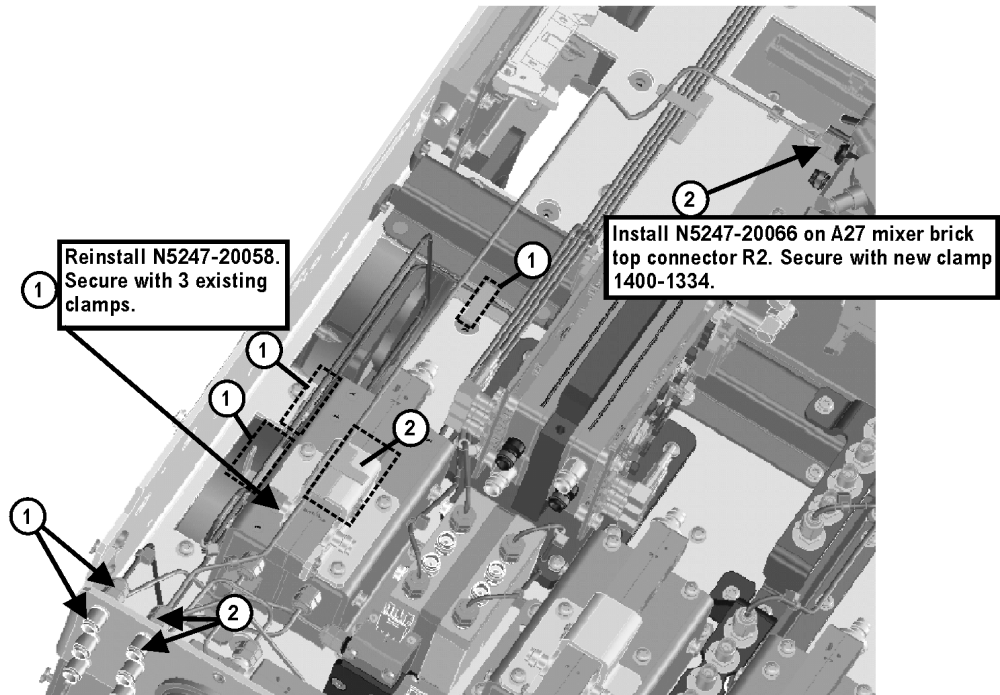 2
Install N5247-20066 on A27 mixer brick
top connector R2. Secure with new clamp
1400-1334.
1
Reinstall N5247-20058.
Secure with 3 existing
clamps.
1
1
1
2
1
2